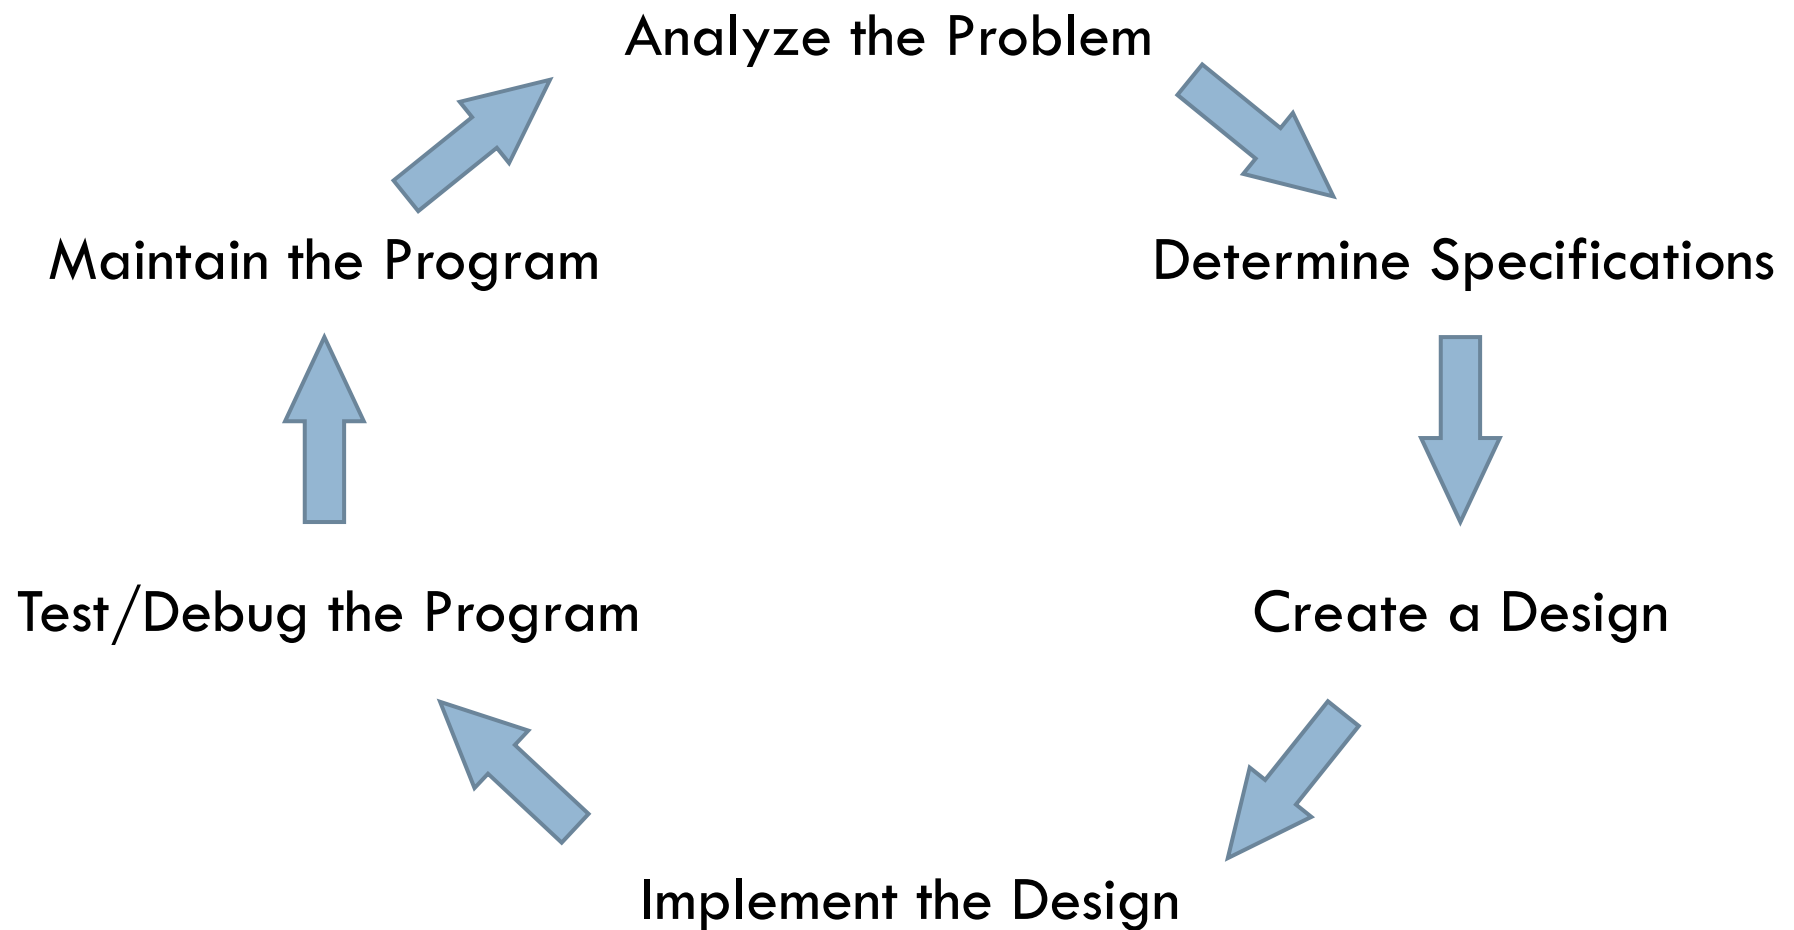 Analyze the Problem
Determine Specifications
Create a Design
Implement the Design
Test/Debug the Program
Maintain the Program